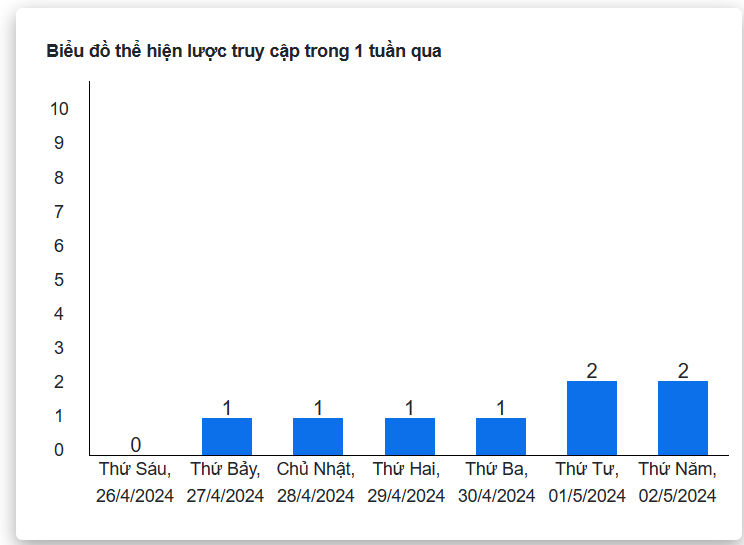 Biểu đồ thể hiện lược truy cập trong 1 tuần qua
10
9
8
7
6
5
4
3
2
1
0
0
1
1
1
1
2
2
Thứ Sáu, 26/4/2024
Thứ Bảy, 27/4/2024
Chủ Nhật, 28/4/2024
Thứ Hai, 29/4/2024
Thứ Ba, 30/4/2024
Thứ Tư, 01/5/2024
Thứ Năm, 02/5/2024